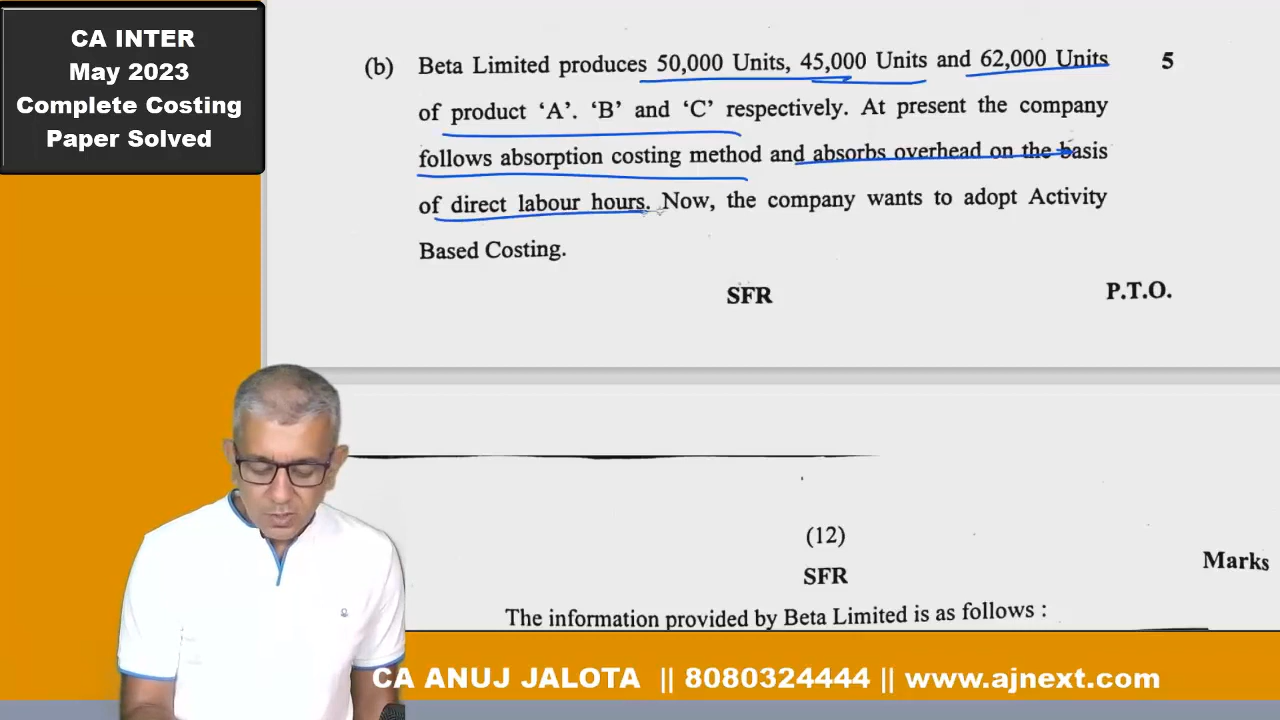 CA INTER
May 2023
Complete Costing
Paper Solved
(b) Beta Limited produces 50,000 Units, 45,000 Units and 62,000 Units 5
of product ‘A’. ‘B’ and ‘C’ respectively. At present the company
follows absorption costing method and absorbs overhead on the basis
of direct labour hours. Now, the company wants to adopt Activity
Based Costing.
SFR P.T.O.
(12)
Marks
SFR
The information provided by Beta Limited is as follows :
CA ANUJ JALOTA || 8080324444 || www.ajnext.com